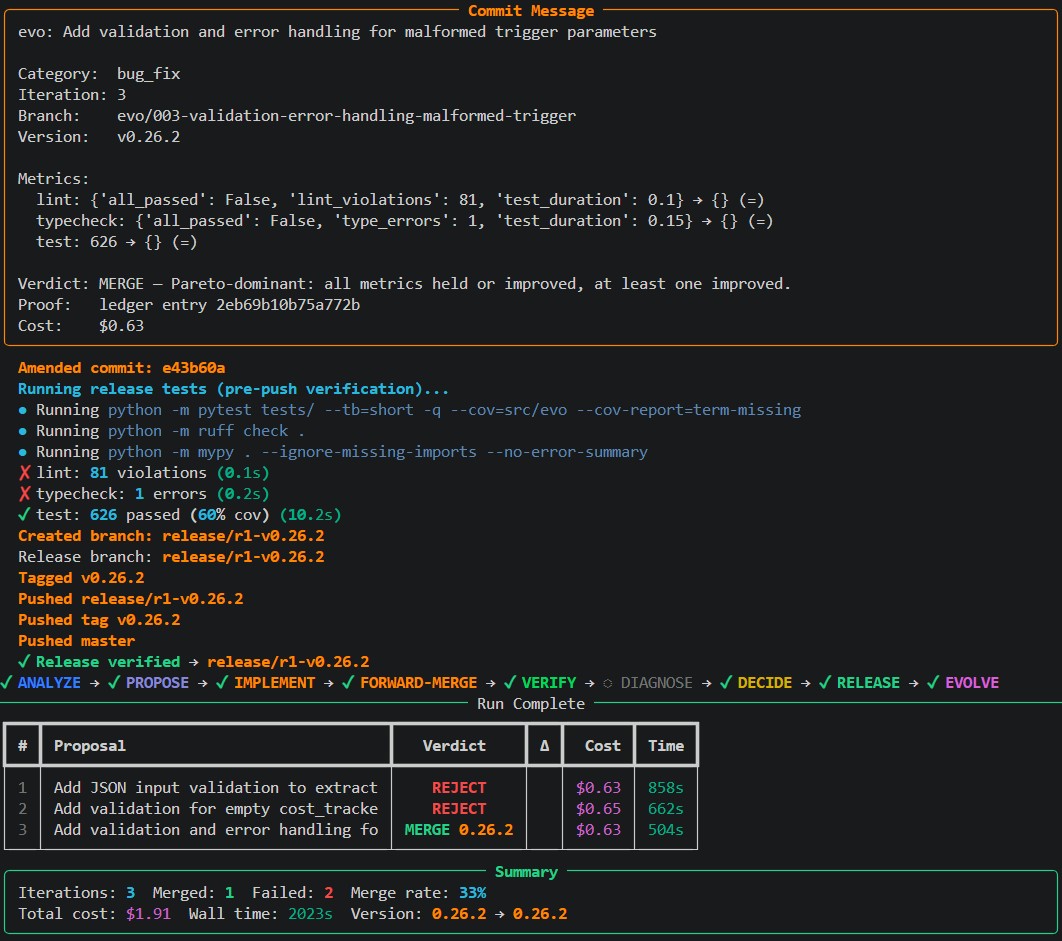 Commit Message
evo: Add validation and error handling for malformed trigger parameters
Category: bug_fix
Iteration: 3
Branch: evo/003-validation-error-handling-malformed-trigger
Version: v0.26.2
Metrics:
lint: {'all_passed': False, 'lint_violations': 81, 'test_duration': 0.1} → {} (=)
typecheck: {'all_passed': False, 'type_errors': 1, 'test_duration': 0.15} → {} (=)
test: 626 → {} (=)
Verdict: MERGE — Pareto-dominant: all metrics held or improved, at least one improved.
Proof: ledger entry 2eb69b10b75a772b
Cost: $0.63
Amended commit: e43b60a
Running release tests (pre-push verification)...
● Running python -m pytest tests/ --tb=short -q --cov=src/evo --cov-report=term-missing
● Running python -m ruff check .
● Running python -m mypy . --ignore-missing-imports --no-error-summary
✗ lint: 81 violations (0.1s)
✗ typecheck: 1 errors (0.2s)
✓ test: 626 passed (60% cov) (10.2s)
Created branch: release/r1-v0.26.2
Release branch: release/r1-v0.26.2
Tagged v0.26.2
Pushed release/r1-v0.26.2
Pushed tag v0.26.2
Pushed master
✓ Release verified → release/r1-v0.26.2
✓ ANALYZE → ✓ PROPOSE → ✓ IMPLEMENT → ✓ FORWARD-MERGE → ✓ VERIFY → ◌ DIAGNOSE → ✓ DECIDE → ✓ RELEASE → ✓ EVOLVE
Run Complete
# Proposal Verdict Δ Cost Time
1 Add JSON input validation to extract REJECT $0.63 858s
2 Add validation for empty cost_tracke REJECT $0.65 662s
3 Add validation and error handling fo MERGE 0.26.2 $0.63 504s
Summary
Iterations: 3 Merged: 1 Failed: 2 Merge rate: 33%
Total cost: $1.91 Wall time: 2023s Version: 0.26.2 → 0.26.2